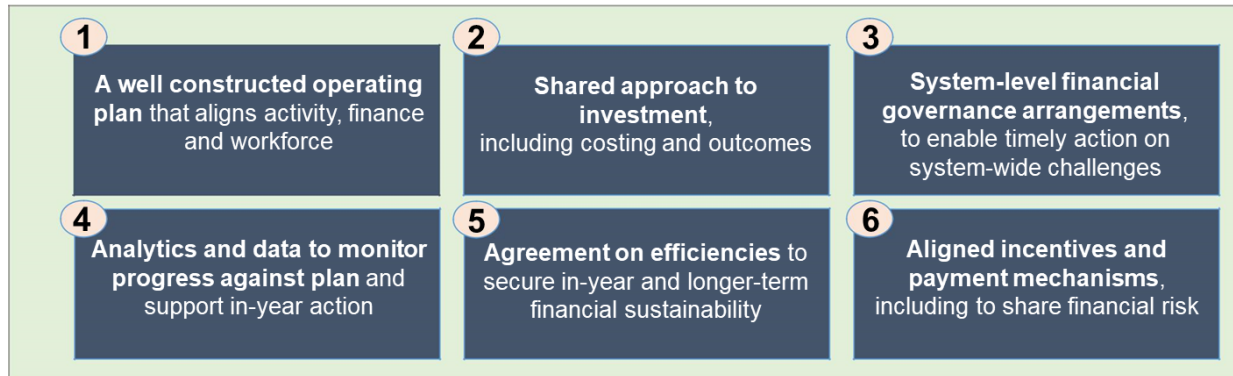 1
A well constructed operating
plan that aligns activity, finance
and workforce
2
Shared approach to
investment,
including costing and outcomes
3
System-level financial
governance arrangements,
to enable timely action on
system-wide challenges
4
Analytics and data to monitor
progress against plan and
support in-year action
5
Agreement on efficiencies to
secure in-year and longer-term
financial sustainability
6
Aligned incentives and
payment mechanisms,
including to share financial risk